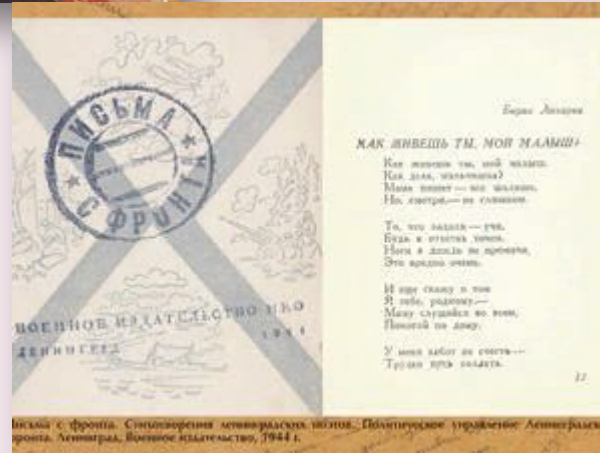 ПИСЬМА
С ФРОНТА
ВОЕННОЕ ИЗДАТЕЛЬСТВО НКО
ЛЕНИНГРАД 1944
Борис Лихарев
КАК ЖИВЕШЬ ТЫ, МОЙ МАЛЫШ?
Как живешь ты, мой малыш,
Как дела, мальчишка?
Мама пишет — все шалишь,
Но, смотри, — не слишком.
То, что задали — учи,
Будь в ответах точен.
Ноги в дождь не промочи,
Это вредно очень.
И еще скажу о том
Я тебе, родному, —
Маму слушайся во всем,
Помогай по дому.
У меня забот не счесть —
Труден путь солдата.
Письма с фронта. Стихотворения ленинградских поэтов. Политическое управление Ленинградского
фронта. Ленинград, Военное издательство, 1944 г.